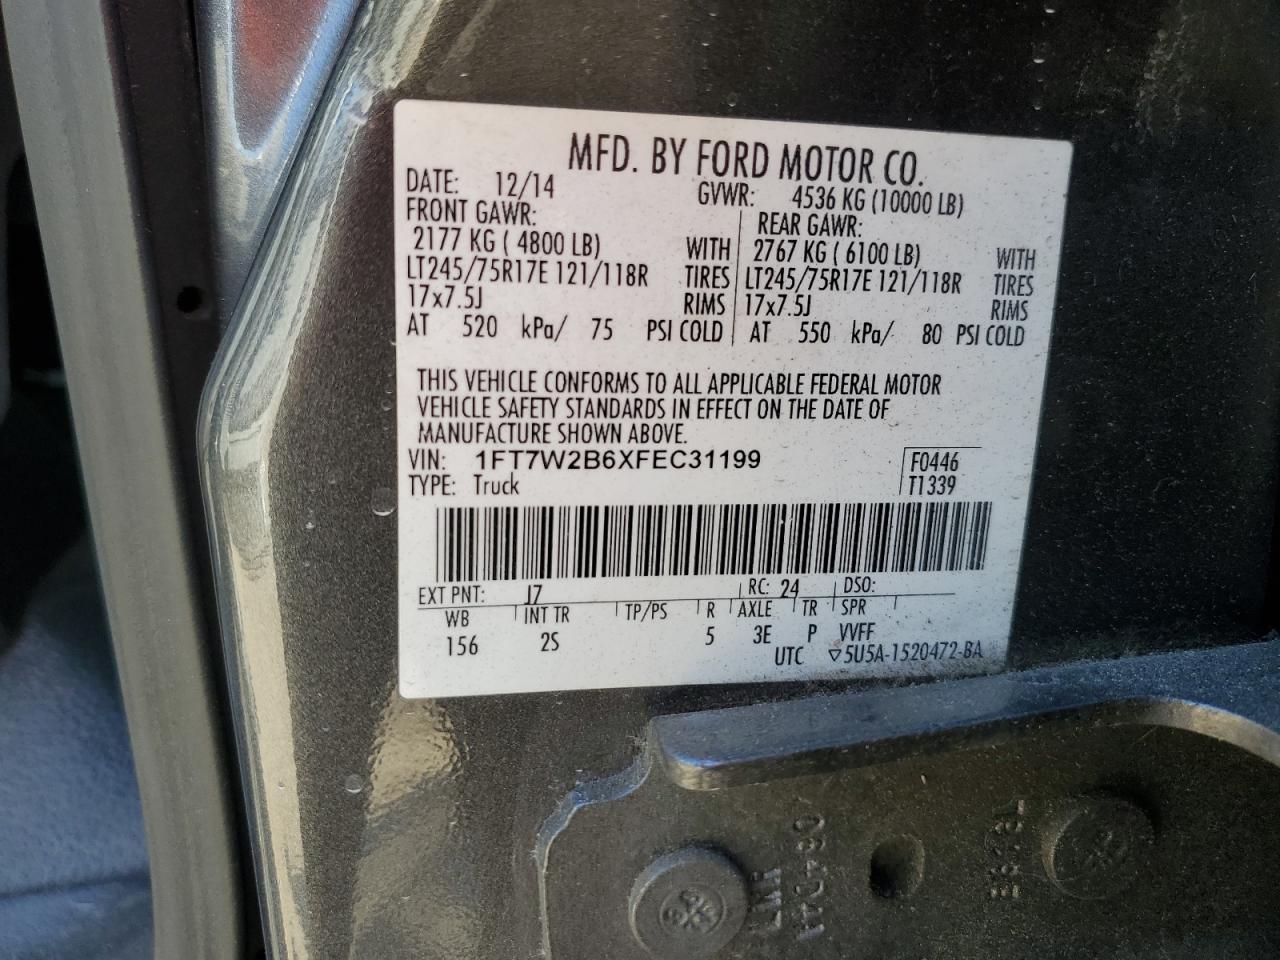 MFD. BY FORD MOTOR CO.
DATE: 12/14 GVWR: 4536 KG (10000 LB)
FRONT GAWR: REAR GAWR:
2177 KG ( 4800 LB) WITH 2767 KG ( 6100 LB) WITH
LT245/75R17E 121/118R TIRES LT245/75R17E 121/118R TIRES
17x7.5J RIMS 17x7.5J RIMS
AT 520 kPa/ 75 PSI COLD AT 550 kPa/ 80 PSI COLD
THIS VEHICLE CONFORMS TO ALL APPLICABLE FEDERAL MOTOR
VEHICLE SAFETY STANDARDS IN EFFECT ON THE DATE OF
MANUFACTURE SHOWN ABOVE.
VIN: 1FT7W2B6XFEC31199 F0446
TYPE: Truck T1339
EXT PNT: J7 RC: 24 DSO:
WB INT TR TP/PS R AXLE TR SPR
156 2S 5 3E P VVFF
UTC ▽5U5A-1520472-BA